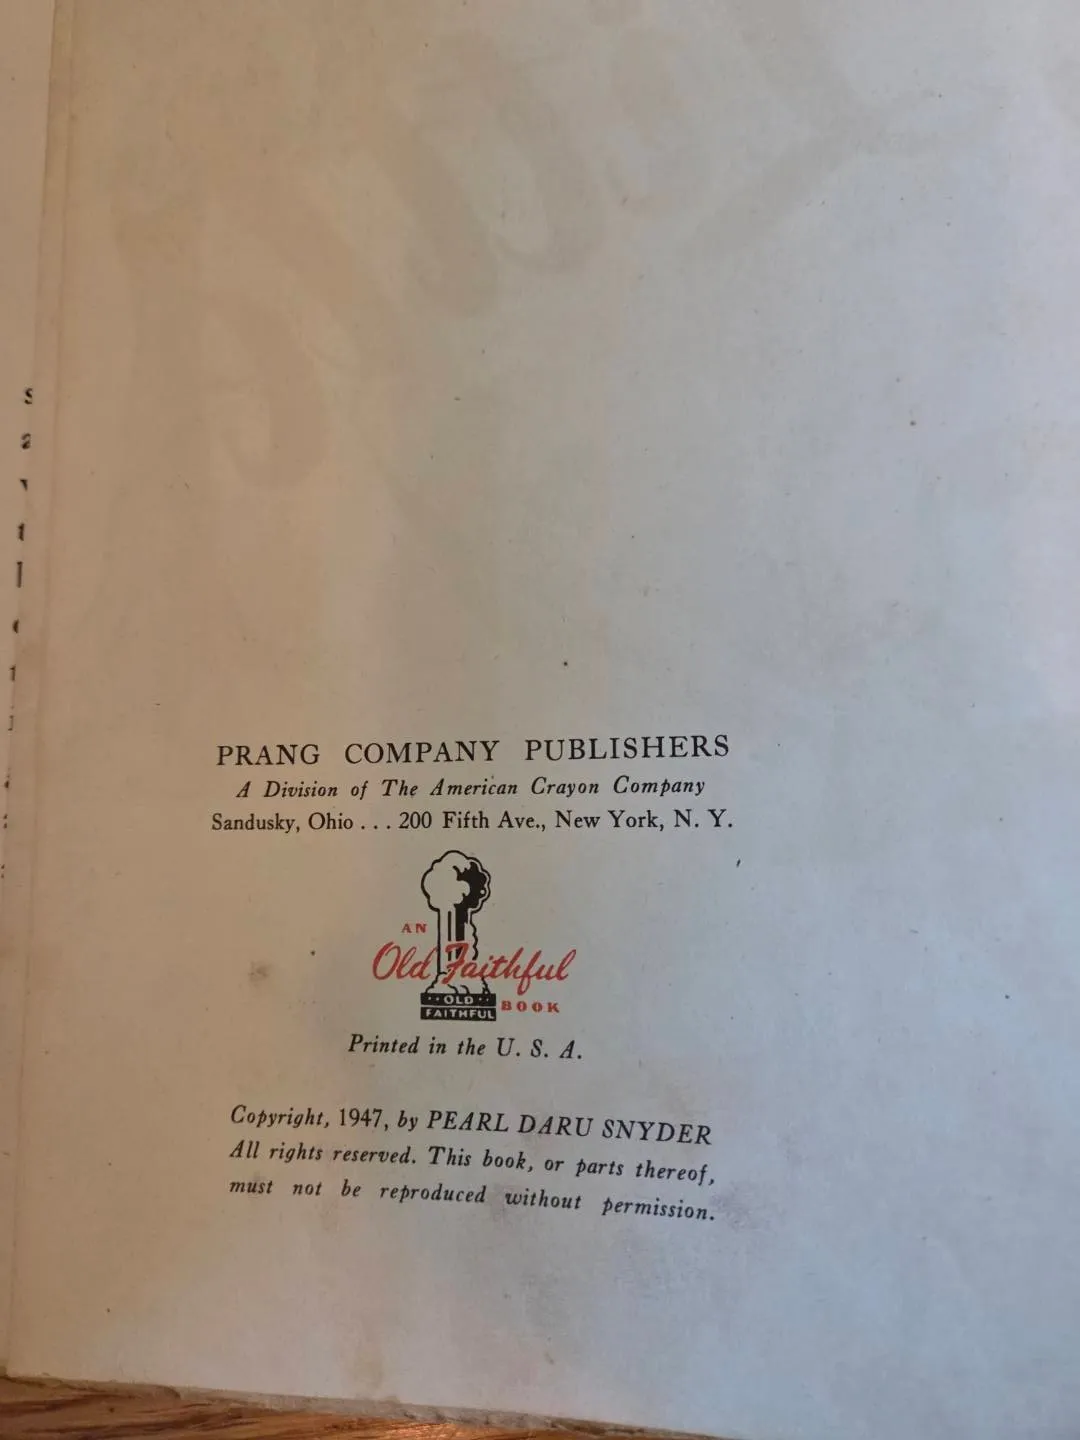 PRANG COMPANY PUBLISHERS
A Division of The American Crayon Company
Sandusky, Ohio . . . 200 Fifth Ave., New York, N. Y.
AN
Old Faithful
BOOK
OLD
FAITHFUL
Printed in the U. S. A.
Copyright, 1947, by PEARL DARU SNYDER
All rights reserved. This book, or parts thereof,
must not be reproduced without permission.